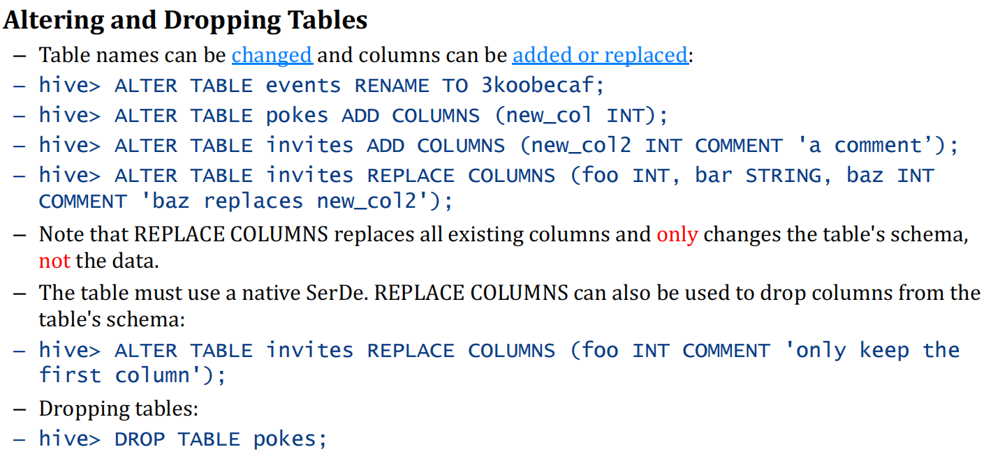 Altering and Dropping Tables
– Table names can be changed and columns can be added or replaced:
– hive> ALTER TABLE events RENAME TO 3koobecaf;
– hive> ALTER TABLE pokes ADD COLUMNS (new_col INT);
– hive> ALTER TABLE invites ADD COLUMNS (new_col2 INT COMMENT 'a comment’);
– hive> ALTER TABLE invites REPLACE COLUMNS (foo INT, bar STRING, baz INT
COMMENT 'baz replaces new_col2');
– Note that REPLACE COLUMNS replaces all existing columns and only changes the table's schema,
not the data.
– The table must use a native SerDe. REPLACE COLUMNS can also be used to drop columns from the
table's schema:
– hive> ALTER TABLE invites REPLACE COLUMNS (foo INT COMMENT 'only keep the
first column');
– Dropping tables:
– hive> DROP TABLE pokes;